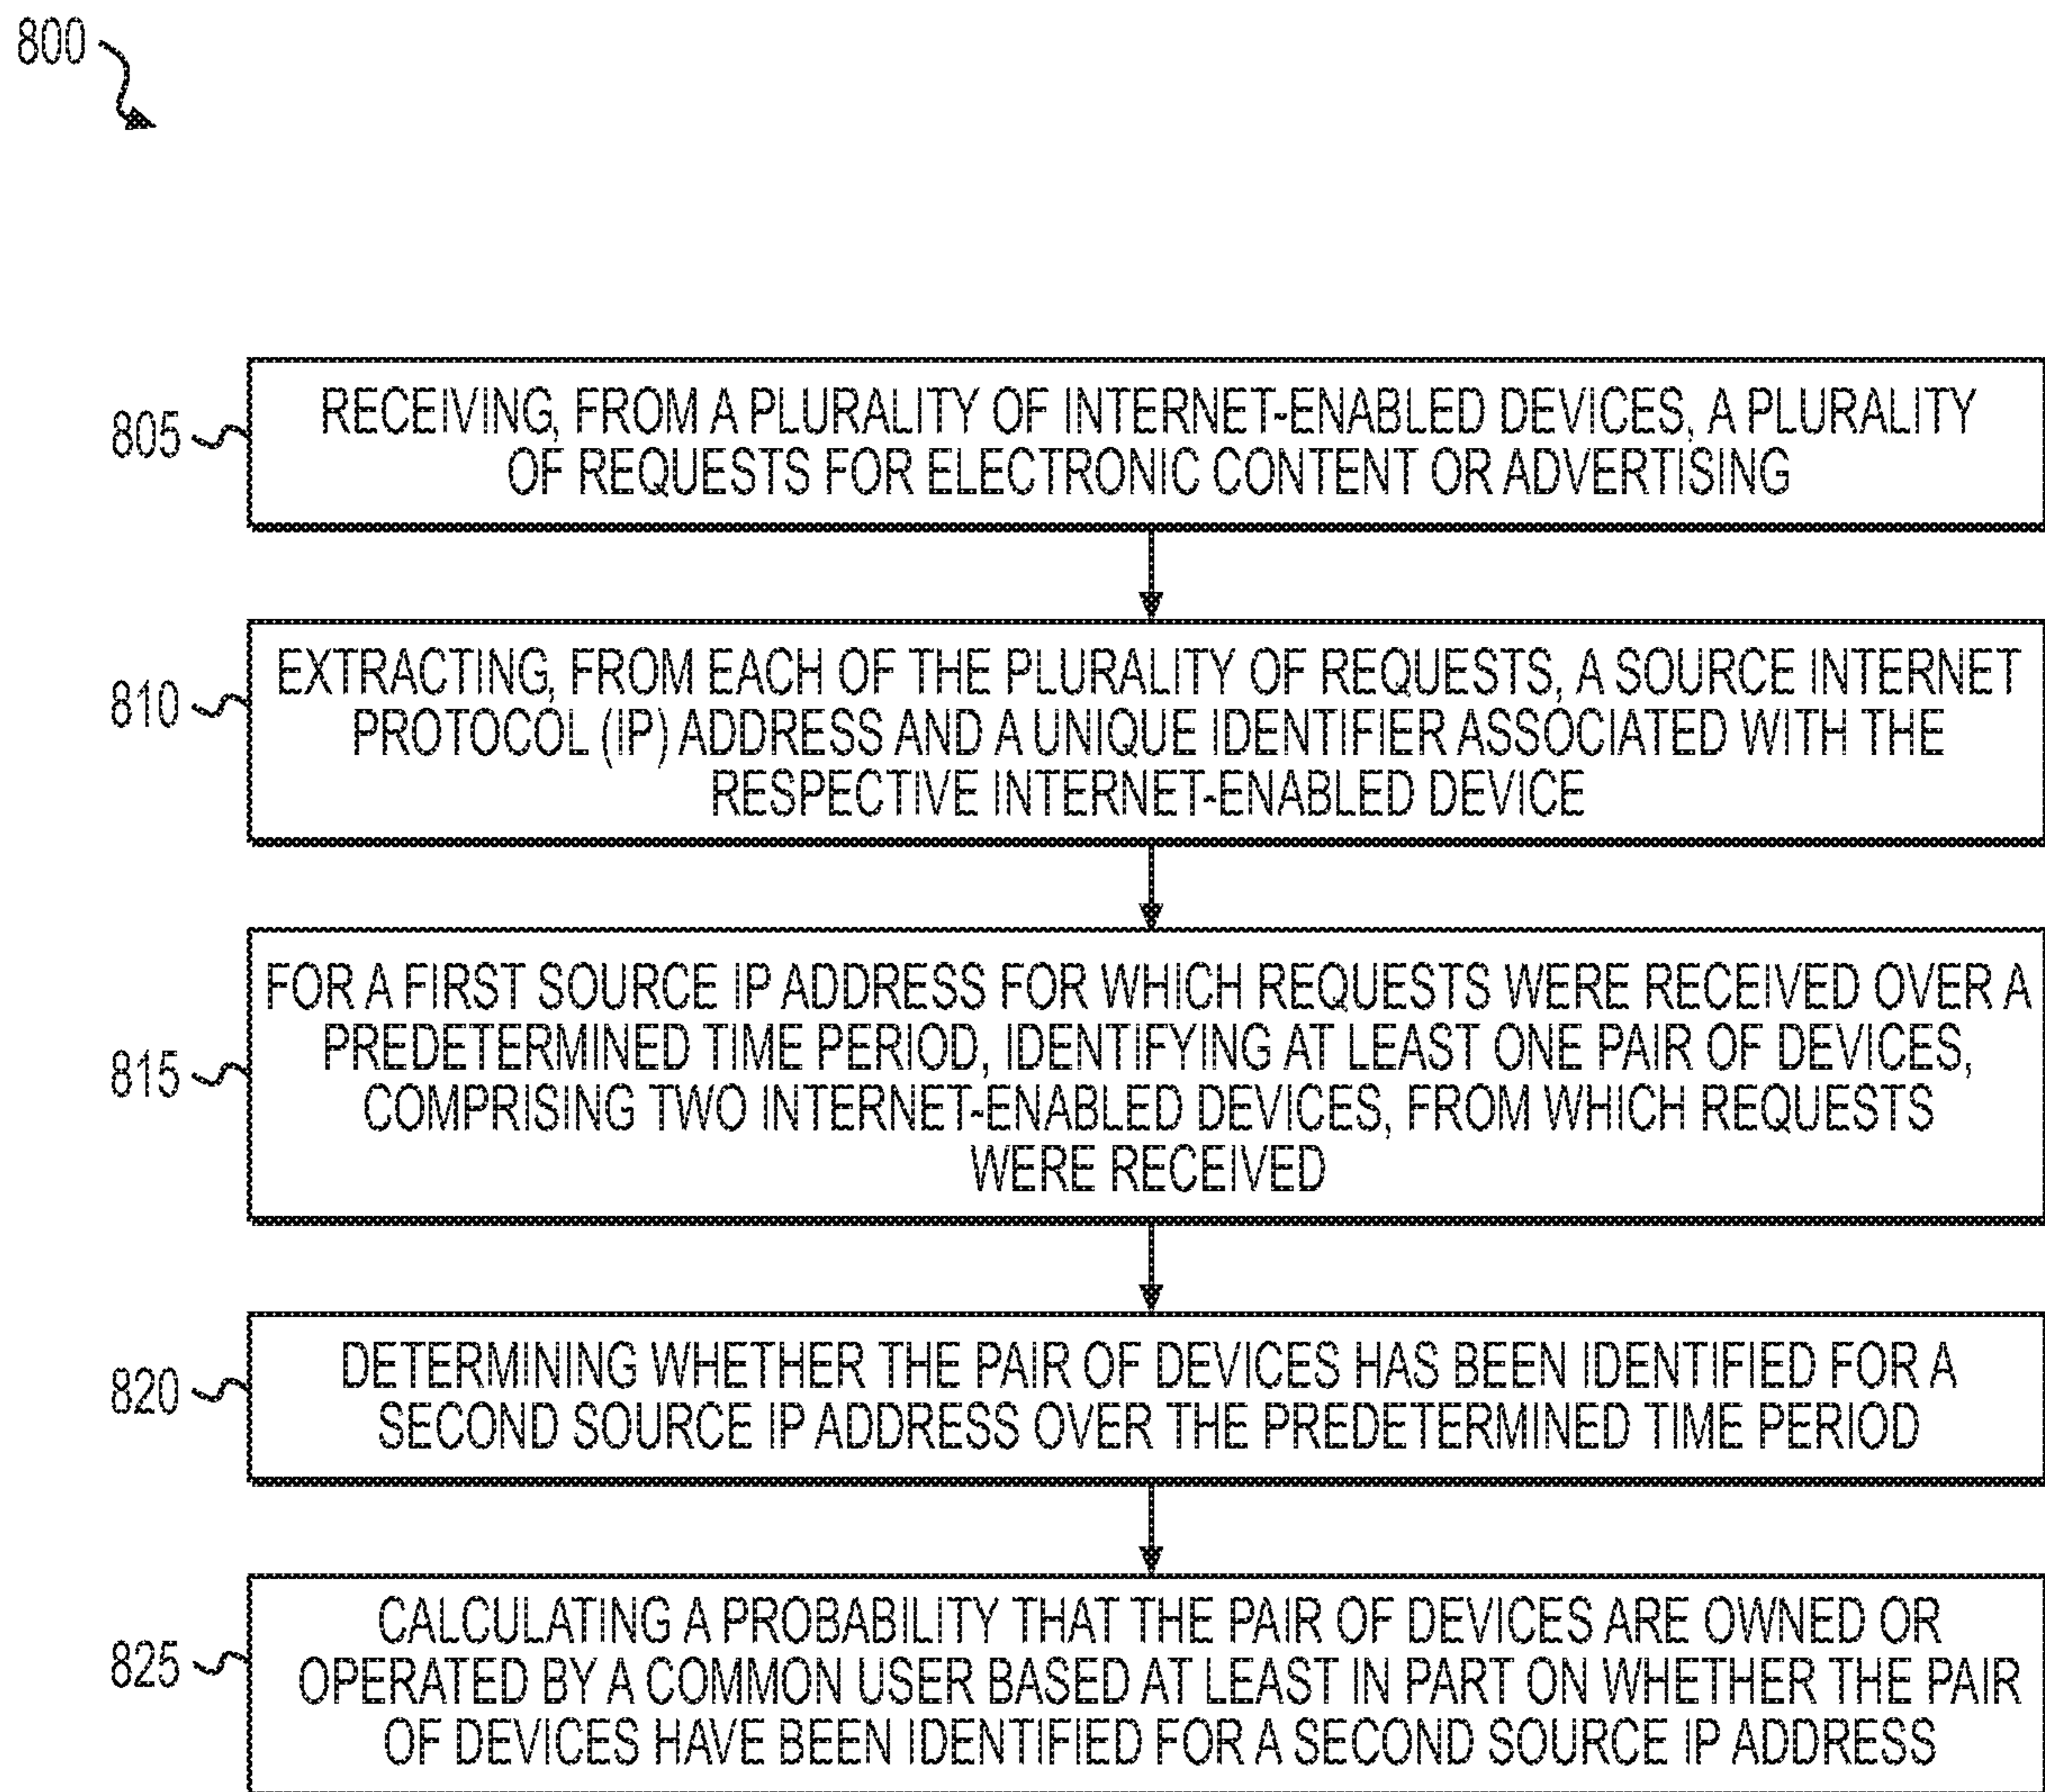 800
805
RECEIVING, FROM A PLURALITY OF INTERNET-ENABLED DEVICES, A PLURALITY
OF REQUESTS FOR ELECTRONIC CONTENT OR ADVERTISING
810
EXTRACTING, FROM EACH OF THE PLURALITY OF REQUESTS, A SOURCE INTERNET
PROTOCOL (IP) ADDRESS AND A UNIQUE IDENTIFIER ASSOCIATED WITH THE
RESPECTIVE INTERNET-ENABLED DEVICE
815
FOR A FIRST SOURCE IP ADDRESS FOR WHICH REQUESTS WERE RECEIVED OVER A
PREDETERMINED TIME PERIOD, IDENTIFYING AT LEAST ONE PAIR OF DEVICES,
COMPRISING TWO INTERNET-ENABLED DEVICES, FROM WHICH REQUESTS
WERE RECEIVED
820
DETERMINING WHETHER THE PAIR OF DEVICES HAS BEEN IDENTIFIED FOR A
SECOND SOURCE IP ADDRESS OVER THE PREDETERMINED TIME PERIOD
825
CALCULATING A PROBABILITY THAT THE PAIR OF DEVICES ARE OWNED OR
OPERATED BY A COMMON USER BASED AT LEAST IN PART ON WHETHER THE PAIR
OF DEVICES HAVE BEEN IDENTIFIED FOR A SECOND SOURCE IP ADDRESS